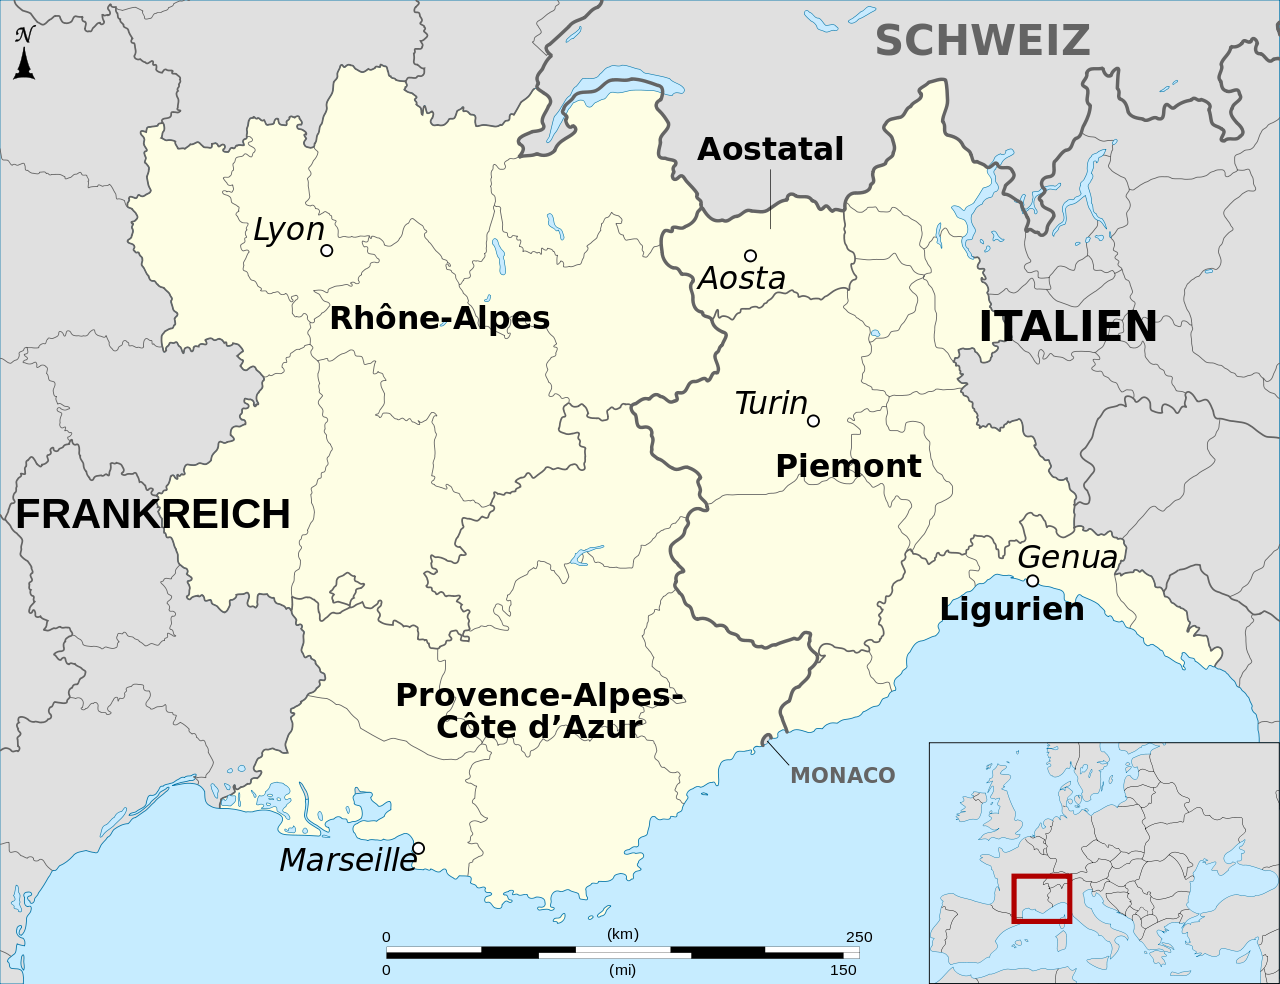 N
SCHWEIZ
Aostatal
Lyon
Aosta
Rhône-Alpes
ITALIEN
Turin
Piemont
FRANKREICH
Genua
Ligurien
Provence-Alpes-
Côte d’Azur
MONACO
Marseille
0 (km) 250
0 (mi) 150